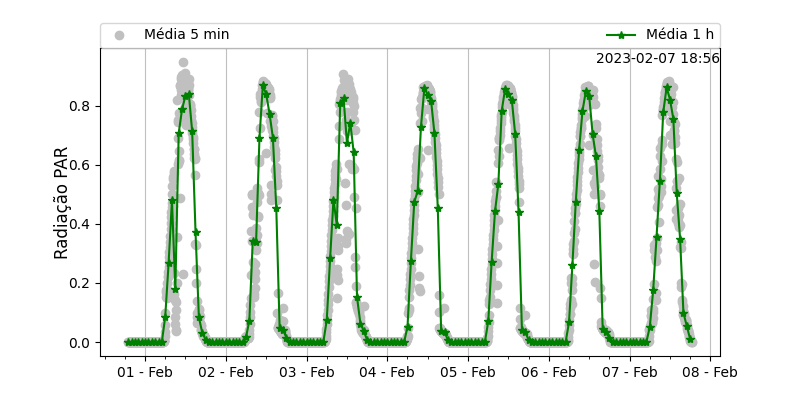 Média 5 min
Média 1 h
2023-02-07 18:56
Radiação PAR
0.8
0.6
0.4
0.2
0.0
01 - Feb
02 - Feb
03 - Feb
04 - Feb
05 - Feb
06 - Feb
07 - Feb
08 - Feb